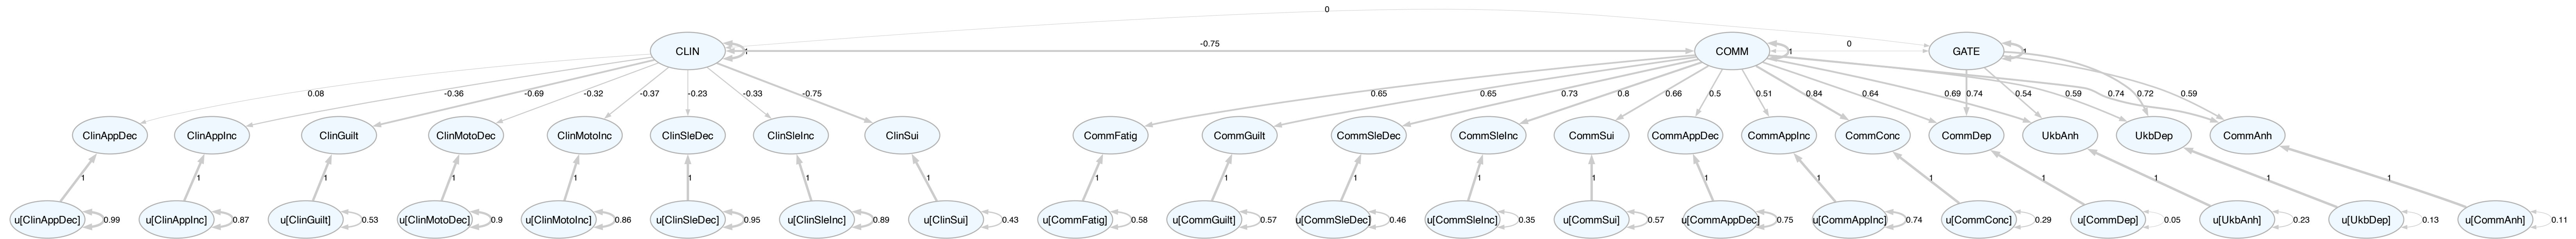 0
CLIN 1 -0.75 COMM 1 0 GATE 1
0.08 -0.36 -0.69 -0.32 -0.37 -0.23 -0.33 -0.75 0.65 0.65 0.73 0.8 0.66 0.5 0.51 0.84 0.64 0.69 0.74 0.54 0.59 0.74 0.72 0.59
ClinAppDec ClinAppInc ClinGuilt ClinMotoDec ClinMotoInc ClinSleDec ClinSleInc ClinSui CommFatig CommGuilt CommSleDec CommSleInc CommSui CommAppDec CommAppInc CommConc CommDep UkbAnh UkbDep CommAnh
1 1 1 1 1 1 1 1 1 1 1 1 1 1 1 1 1 1 1 1
u[ClinAppDec] 0.99 u[ClinAppInc] 0.87 u[ClinGuilt] 0.53 u[ClinMotoDec] 0.9 u[ClinMotoInc] 0.86 u[ClinSleDec] 0.95 u[ClinSleInc] 0.89 u[ClinSui] 0.43 u[CommFatig] 0.58 u[CommGuilt] 0.57 u[CommSleDec] 0.46 u[CommSleInc] 0.35 u[CommSui] 0.57 u[CommAppDec] 0.75 u[CommAppInc] 0.74 u[CommConc] 0.29 u[CommDep] 0.05 u[UkbAnh] 0.23 u[UkbDep] 0.13 u[CommAnh] 0.11